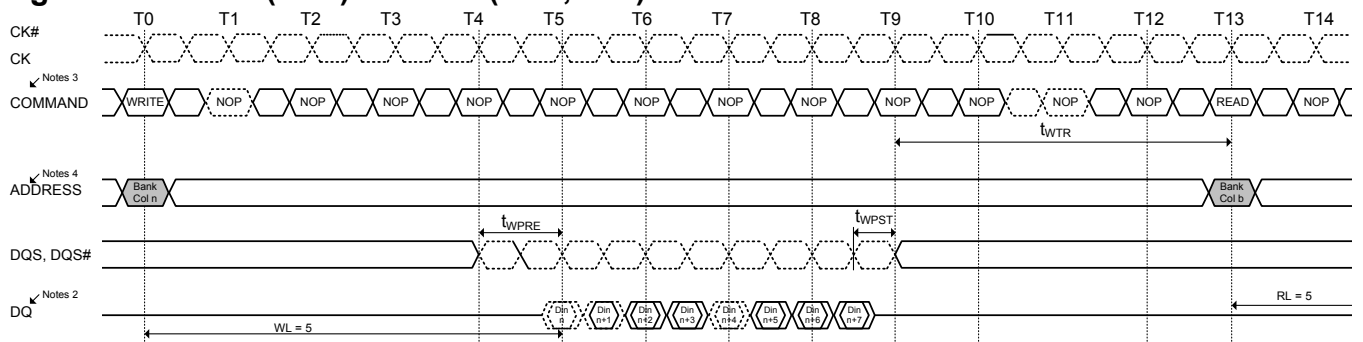 T0 T1 T2 T3 T4 T5 T6 T7 T8 T9 T10 T11 T12 T13 T14
CK#
CK
Notes 3
COMMAND WRITE NOP NOP NOP NOP NOP NOP NOP NOP NOP NOP NOP NOP READ NOP
tWTR
Notes 4
ADDRESS
Bank
Col n
Bank
Col b
tWPRE
tWPST
DQS, DQS#
Notes 2
DQ
Din
n
Din
n+1
Din
n+2
Din
n+3
Din
n+4
Din
n+5
Din
n+6
Din
n+7
RL = 5
WL = 5